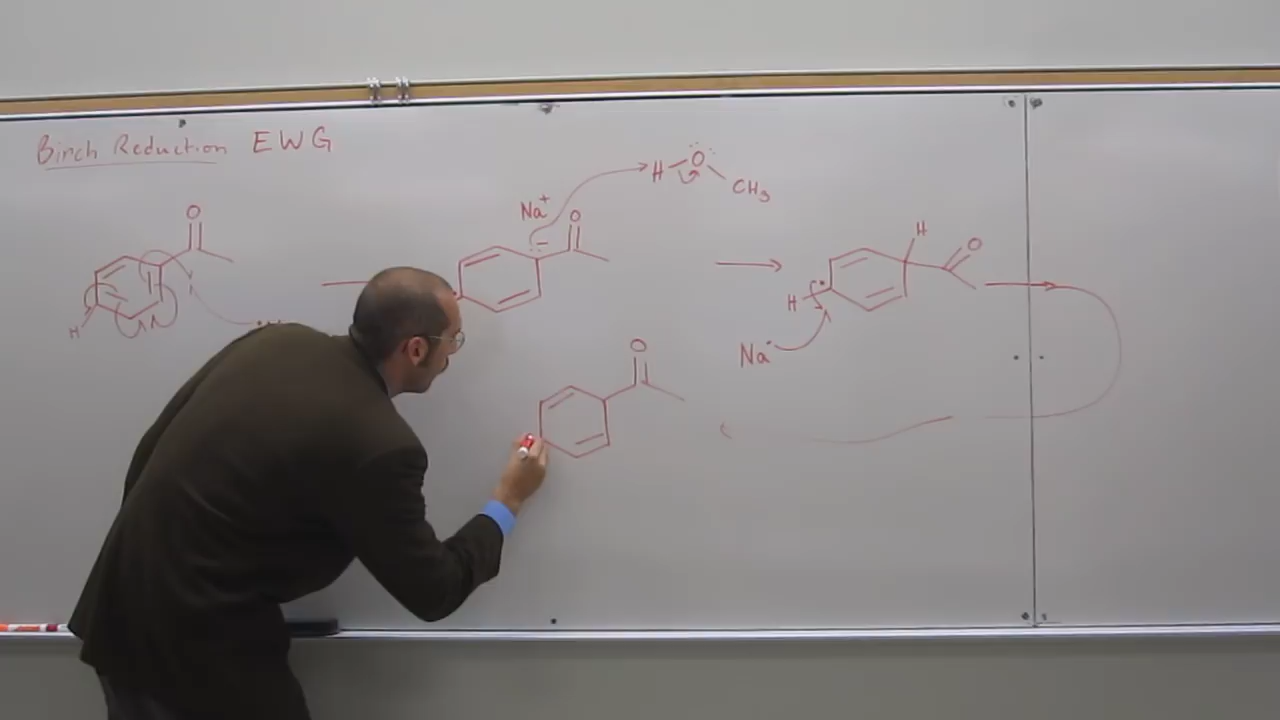 Birch Reduction EWG
H O CH3
O
Na+ O
H O
H
H
Na·
O